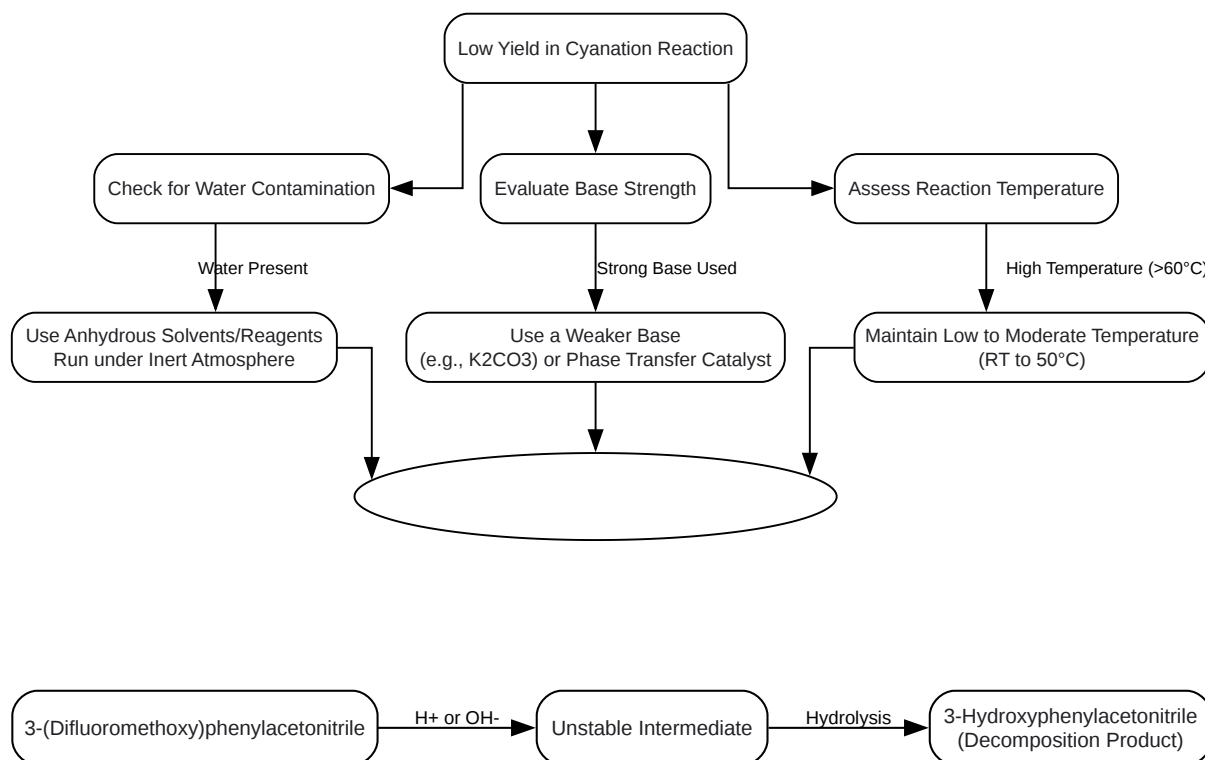 Low Yield in Cyanation Reaction
Check for Water Contamination
Evaluate Base Strength
Assess Reaction Temperature
Water Present
Strong Base Used
High Temperature (>60°C)
Use Anhydrous Solvents/Reagents
Run under Inert Atmosphere
Use a Weaker Base
(e.g., K2CO3) or Phase Transfer Catalyst
Maintain Low to Moderate Temperature
(RT to 50°C)
3-(Difluoromethoxy)phenylacetonitrile
H+ or OH-
Unstable Intermediate
Hydrolysis
3-Hydroxyphenylacetonitrile
(Decomposition Product)